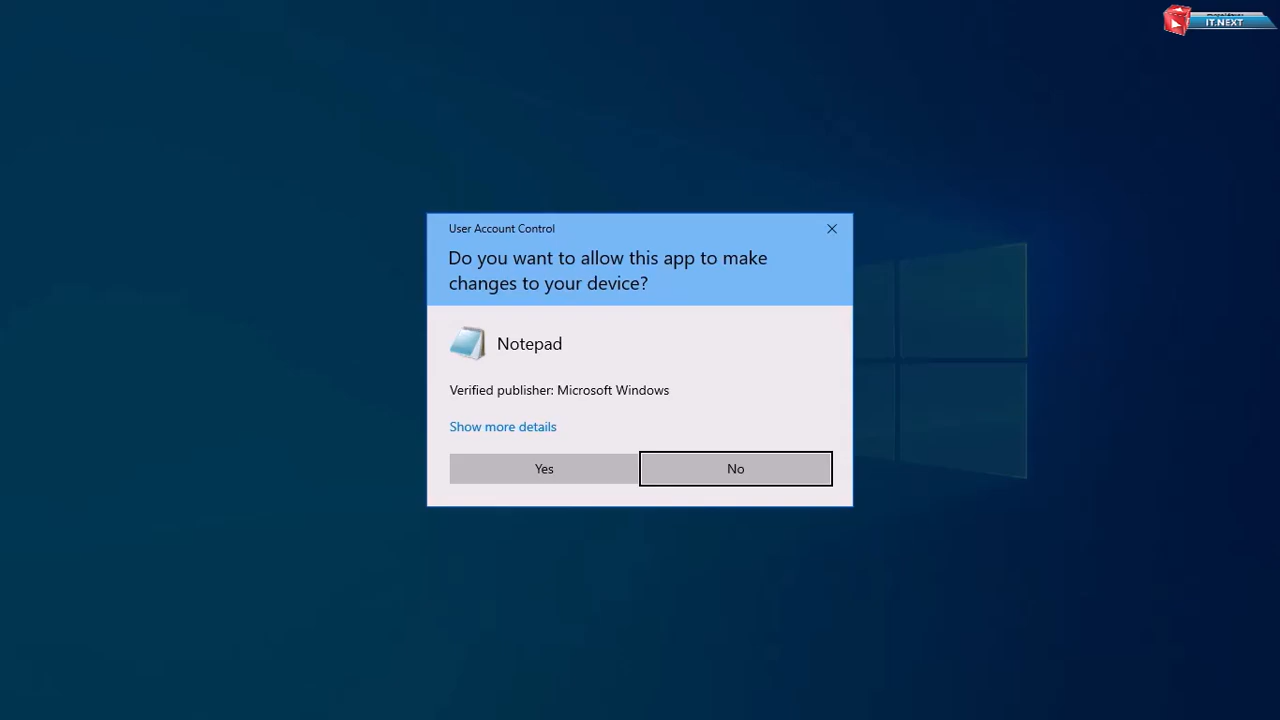 IT.NEXT
User Account Control
Do you want to allow this app to make
changes to your device?
Notepad
Verified publisher: Microsoft Windows
Show more details
Yes
No